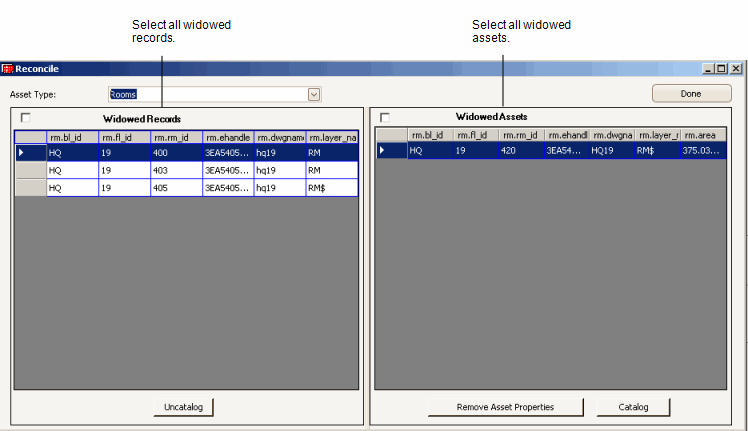 Select all widowed
records.
Select all widowed
assets.
Reconcile
Asset Type: Rooms Done
Widowed Records
rm.bl_id rm.fl_id rm.rm_id rm.ehandle rm.dwgnam rm.layer_na
HQ 19 400 3EA5405... hq19 RM
HQ 19 403 3EA5405... hq19 RM
HQ 19 405 3EA5405... hq19 RM$
Uncatalog
Widowed Assets
rm.bl_id rm.fl_id rm.rm_id rm.ehandl rm.dwgna rm.layer_r rm.area
HQ 19 420 3EA54... HQ19 RM$ 375.03...
Remove Asset Properties Catalog